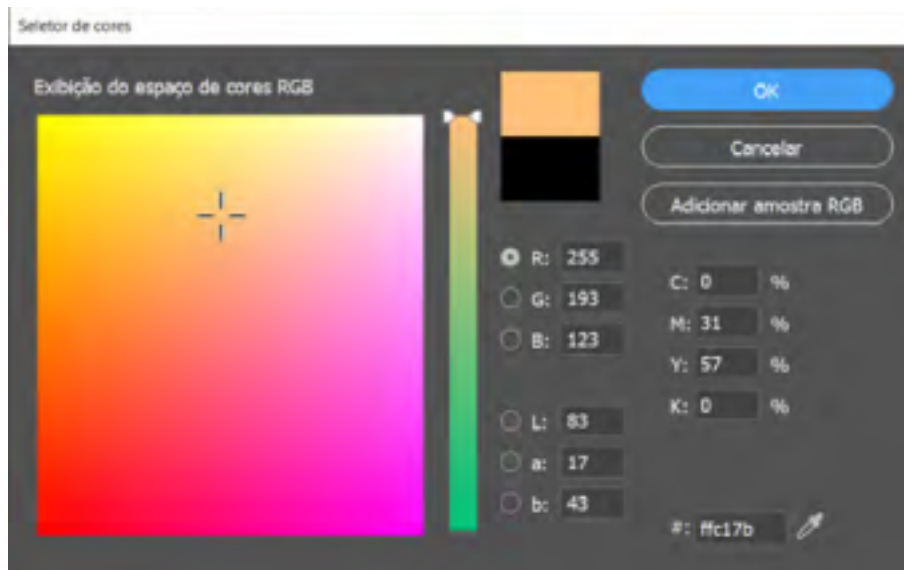 Seletor de cores
Exibição do espaço de cores RGB
OK
Cancelar
Adicionar amostra RGB
R: 255
G: 193
B: 123
L: 83
a: 17
b: 43
C: 0 %
M: 31 %
Y: 57 %
K: 0 %
#: ffc17b